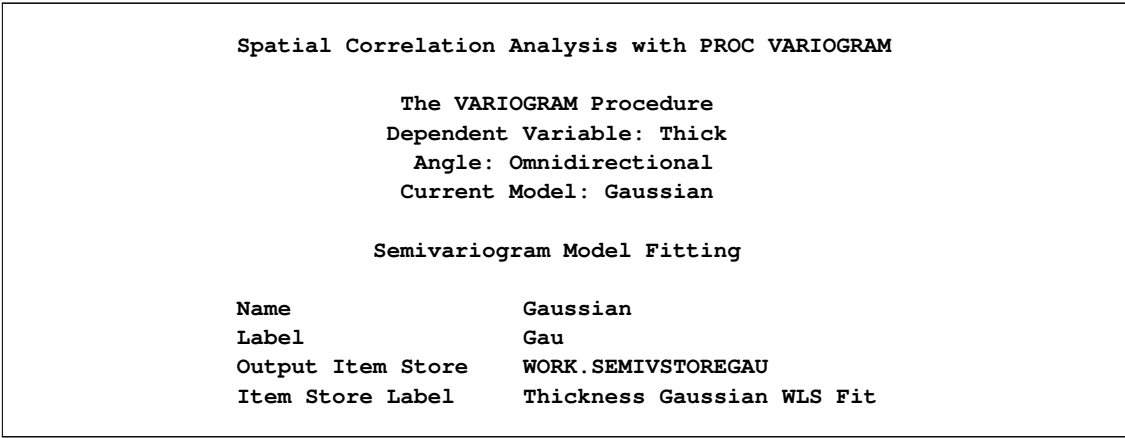 Spatial Correlation Analysis with PROC VARIOGRAM
The VARIOGRAM Procedure
Dependent Variable: Thick
Angle: Omnidirectional
Current Model: Gaussian
Semivariogram Model Fitting
Name Gaussian
Label Gau
Output Item Store WORK.SEMIVSTOREGAU
Item Store Label Thickness Gaussian WLS Fit